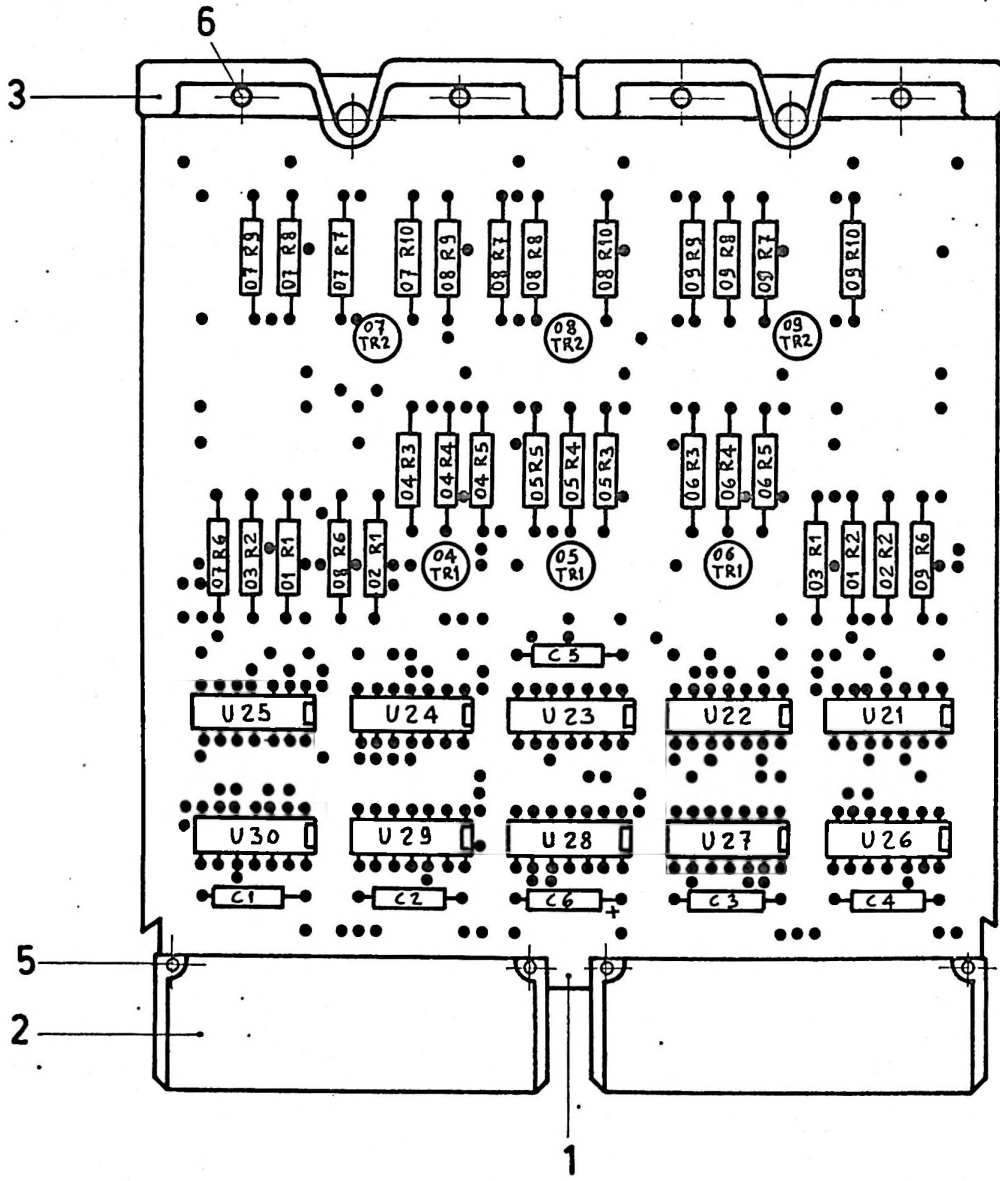 6
3
07 R9
07 R8
07 R7
07 R10
08 R9
08 R7
08 R8
08 R10
09 R9
09 R8
09 R7
09 R10
07 TR2
08 TR2
09 TR2
04 R3
04 R4
04 R5
05 R5
05 R4
05 R3
06 R3
06 R4
06 R5
07 R6
03 R2
01 R1
08 R6
02 R1
04 TR1
05 TR1
06 TR1
03 R1
01 R2
02 R2
09 R6
C5
U25
U24
U23
U22
U21
U30
U29
U28
U27
U26
C1
C2
C6
+
C3
C4
5
2
1